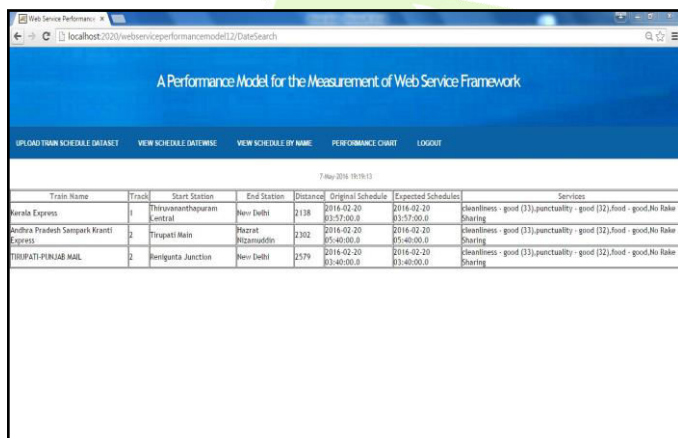 Web Service Performance
localhost:2020/webserviceperformancemodel12/DateSearch
A Performance Model for the Measurement of Web Service Framework
UPLOAD TRAIN SCHEDULE DATASET VIEW SCHEDULE DATEWISE VIEW SCHEDULE BY NAME PERFORMANCE CHART LOGOUT
7-May-2016 19:19:13
Train Name Track Start Station End Station Distance Original Schedule Expected Schedules Services
Kerala Express 1 Thiruvananthapuram Central New Delhi 2138 2016-02-20 03:57:00.0 2016-02-20 03:57:00.0 cleanliness - good (33),punctuality - good (32),food - good,No Rake Sharing
Andhra Pradesh Sampark Kranti Express 2 Tirupati Main Hazrat Nizamuddin 2302 2016-02-20 05:40:00.0 2016-02-20 05:40:00.0 cleanliness - good (33),punctuality - good (32),food - good,No Rake Sharing
TIRUPATI-PUNJAB MAIL 2 Renigunta Junction New Delhi 2579 2016-02-20 03:40:00.0 2016-02-20 03:40:00.0 cleanliness - good (33),punctuality - good (32),food - good,No Rake Sharing